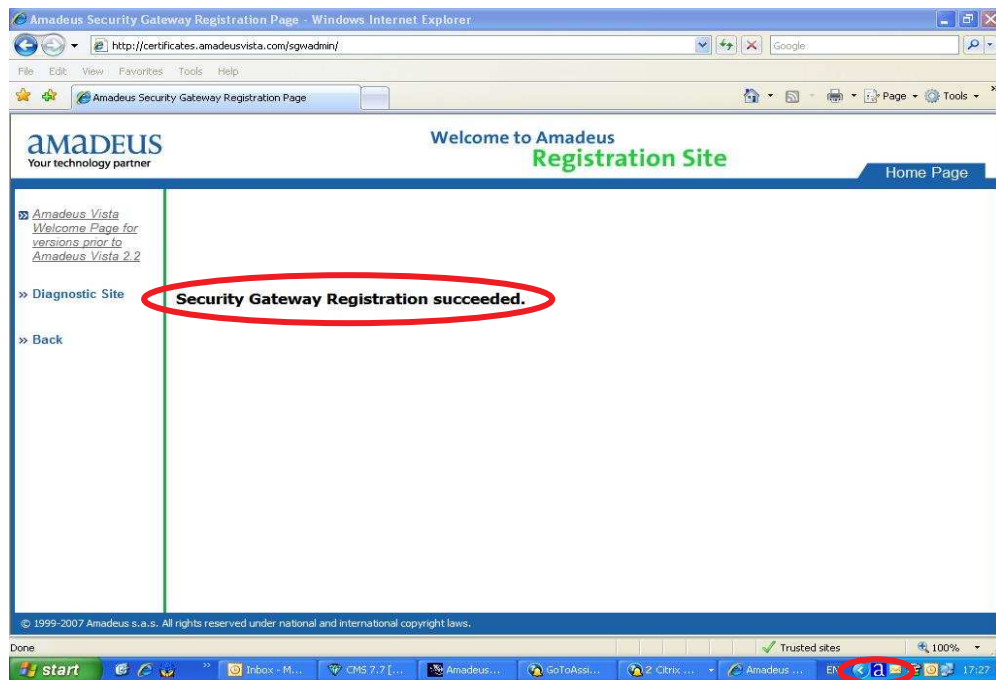 Amadeus Security Gateway Registration Page - Windows Internet Explorer
http://certificates.amadeusvista.com/sgwadmin/
Google
File Edit View Favorites Tools Help
Amadeus Security Gateway Registration Page
Page Tools
amadeus
Your technology partner
Welcome to Amadeus
Registration Site
Home Page
Amadeus Vista
Welcome Page for
versions prior to
Amadeus Vista 2.2
» Diagnostic Site
Security Gateway Registration succeeded.
» Back
© 1999-2007 Amadeus s.a.s. All rights reserved under national and international copyright laws.
Done
Trusted sites
100%
start
Inbox - M...
CMS 7.7 [...
Amadeus...
GoToAssi...
2 Citrix ...
Amadeus ...
EN
a
17:27